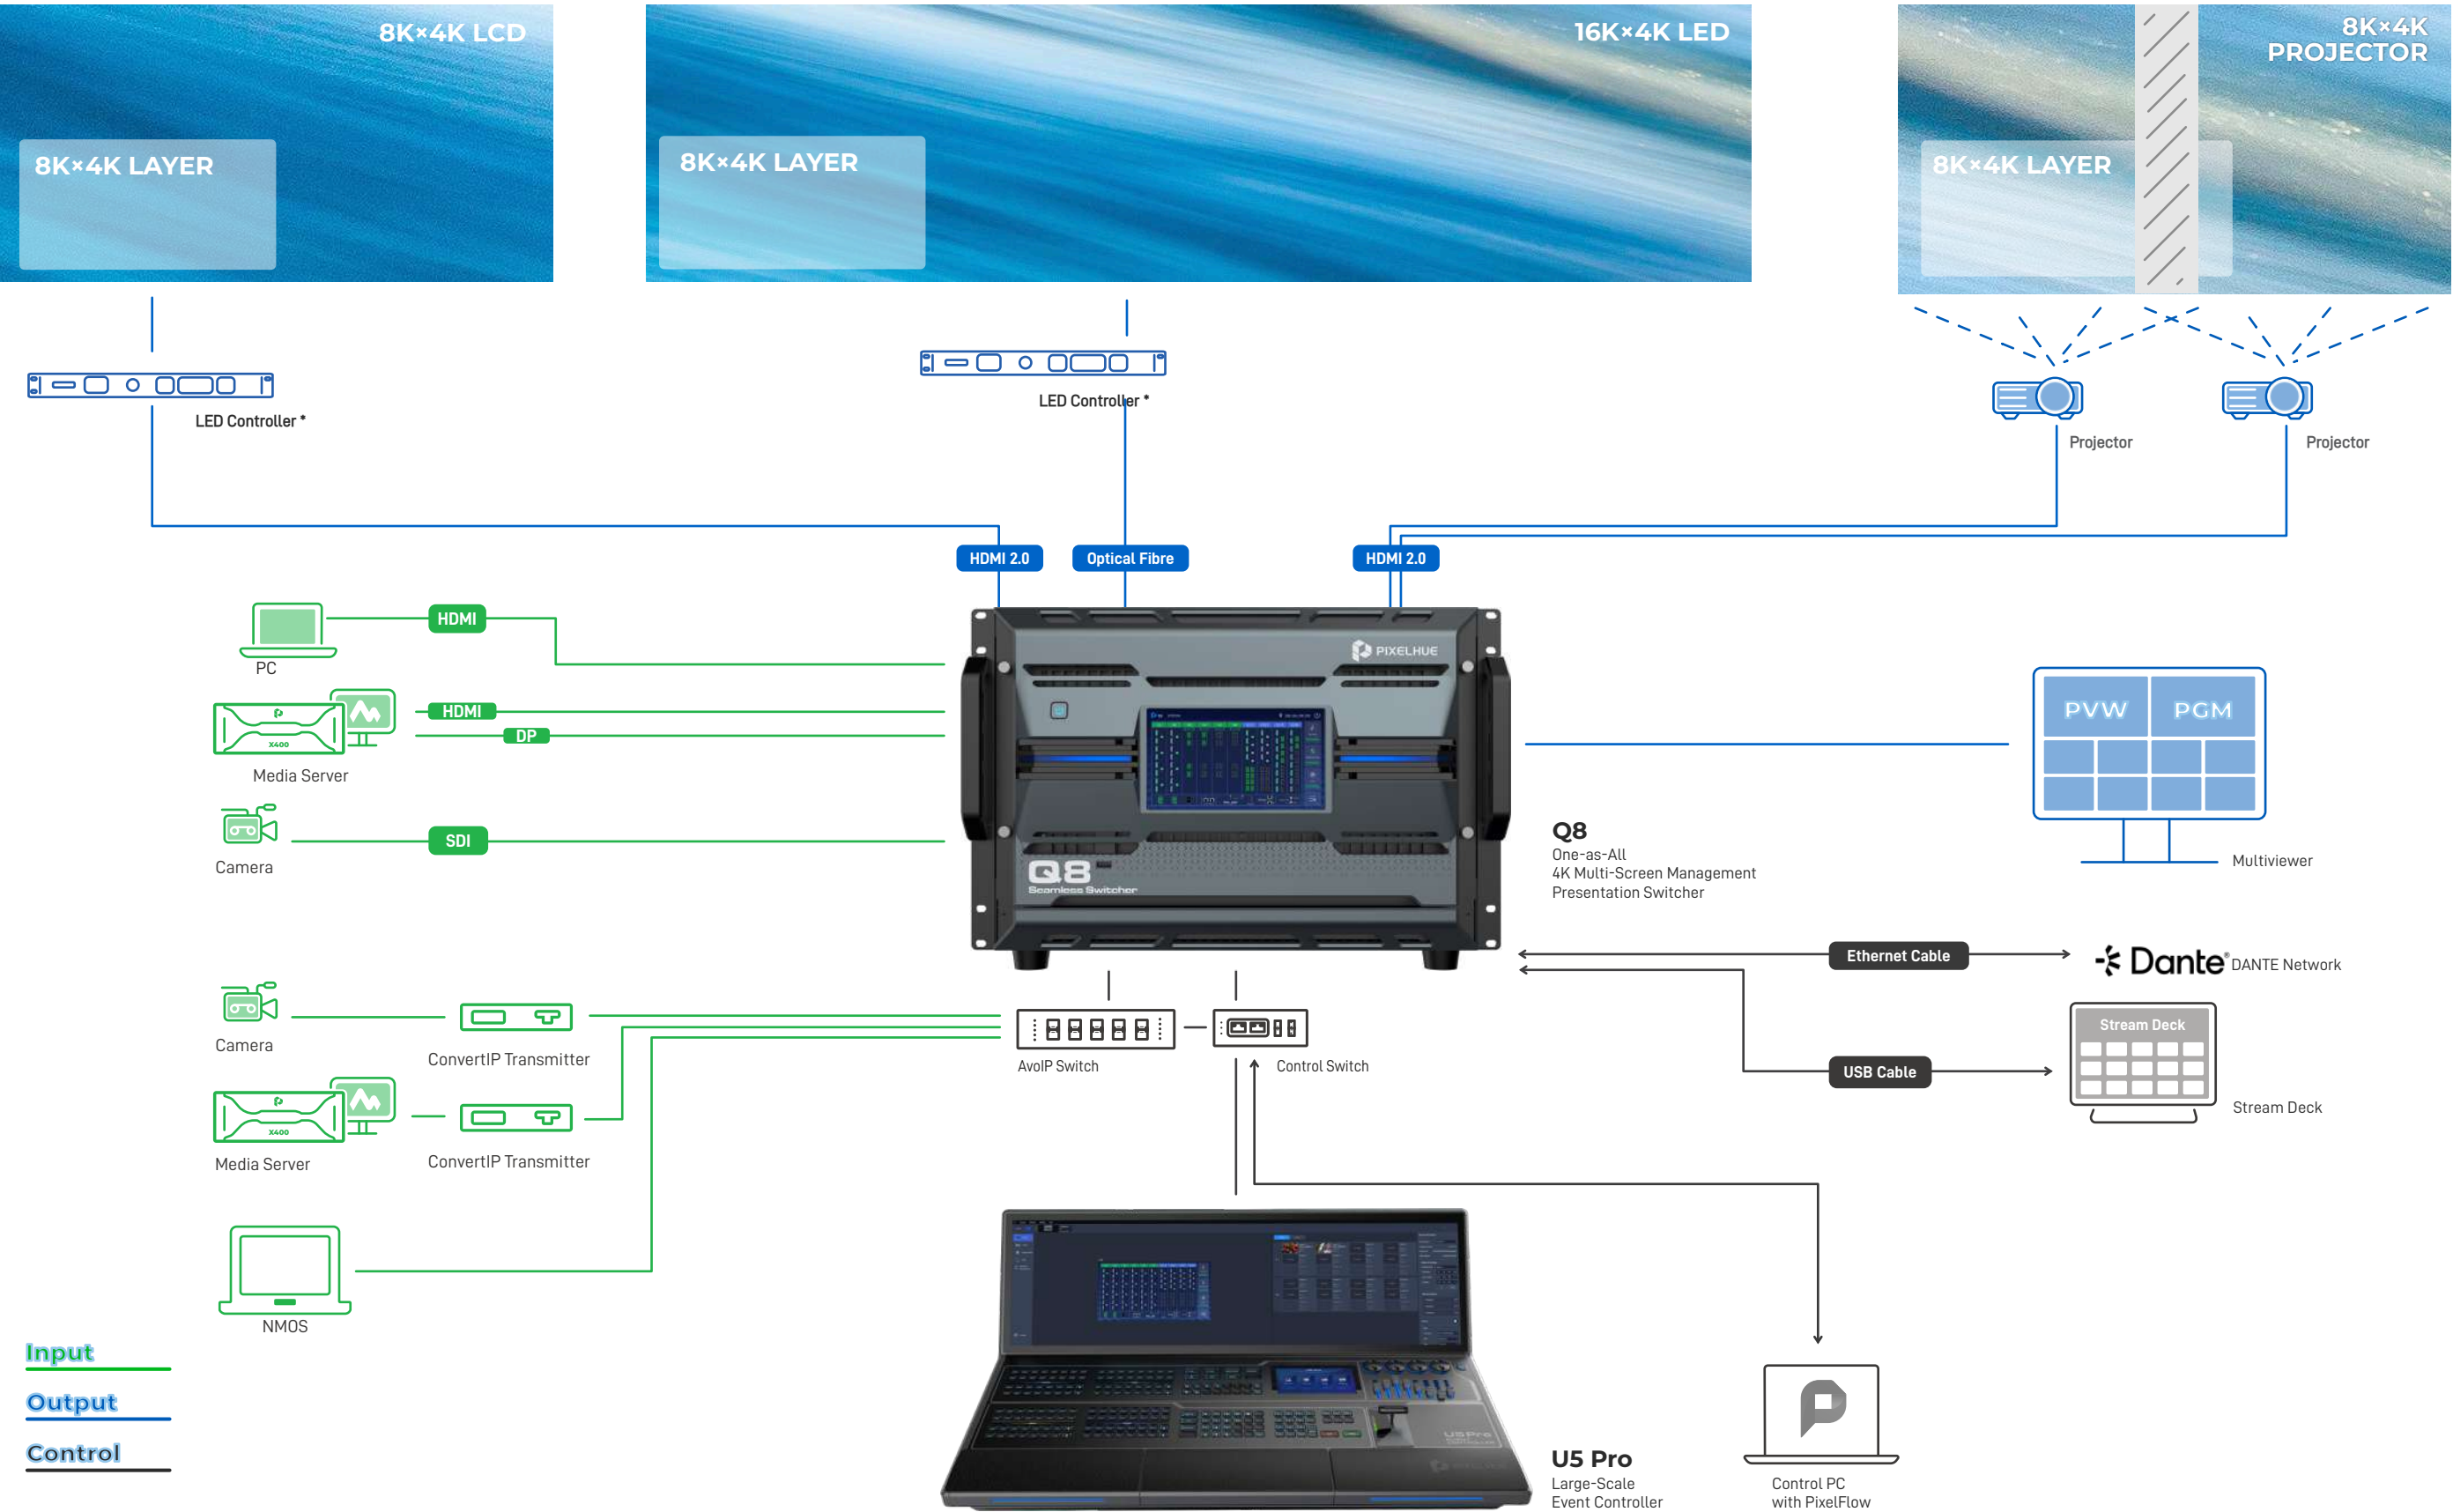 8K×4K LCD
16K×4K LED
8K×4K
PROJECTOR
8K×4K LAYER
8K×4K LAYER
8K×4K LAYER
LED Controller *
LED Controller *
Projector
Projector
HDMI 2.0
Optical Fibre
HDMI 2.0
HDMI
PC
PIXELHUE
HDMI
DP
X400
Media Server
PVW
PGM
SDI
Camera
Q8
Seamless Switcher
Q8
One-as-All
4K Multi-Screen Management
Presentation Switcher
Multiviewer
Ethernet Cable
Dante®
DANTE Network
Camera
ConvertIP Transmitter
AvoIP Switch
Control Switch
Stream Deck
USB Cable
Stream Deck
X400
Media Server
ConvertIP Transmitter
NMOS
Input
Output
Control
U5 Pro
U5 Pro
Large-Scale
Event Controller
Control PC
with PixelFlow